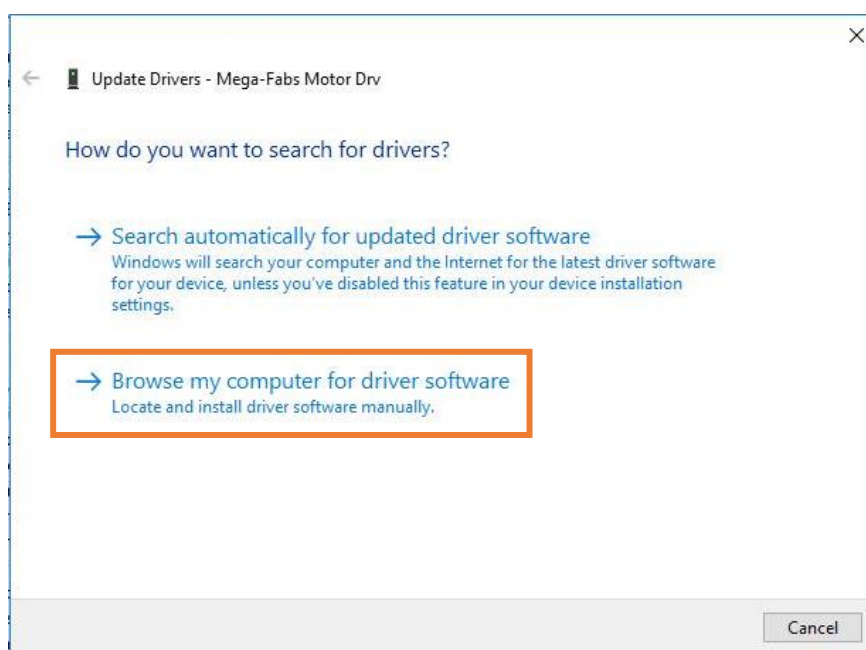 Update Drivers - Mega-Fabs Motor Drv
How do you want to search for drivers?
Search automatically for updated driver software
Windows will search your computer and the Internet for the latest driver software
for your device, unless you've disabled this feature in your device installation
settings.
Browse my computer for driver software
Locate and install driver software manually.
Cancel